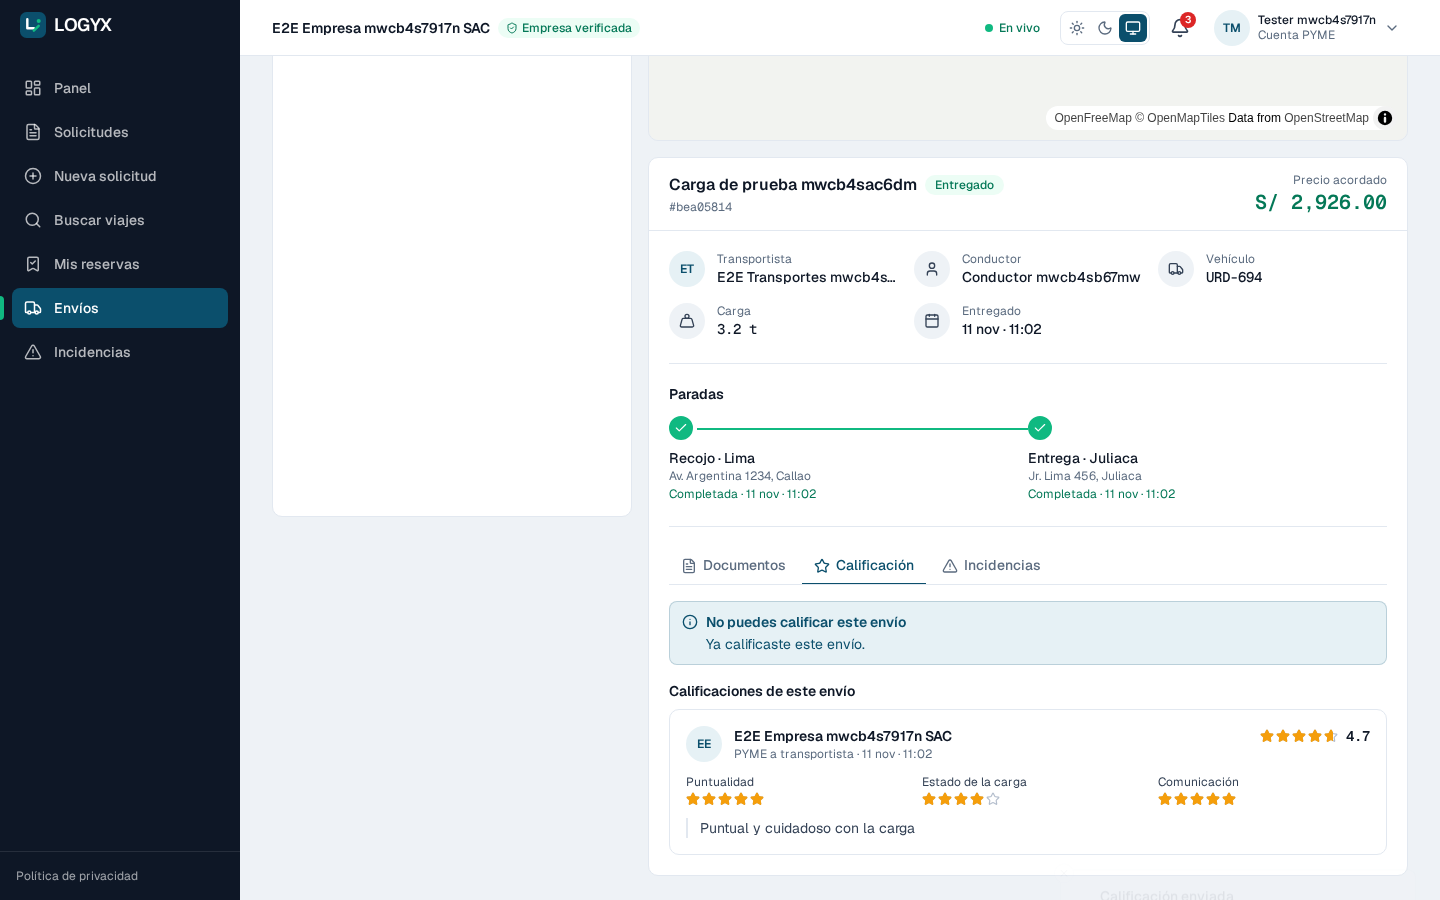 LOGYX
Panel
Solicitudes
Nueva solicitud
Buscar viajes
Mis reservas
Envíos
Incidencias
Política de privacidad
E2E Empresa mwcb4s7917n SAC
Empresa verificada
En vivo
3
TM
Tester mwcb4s7917n
Cuenta PYME
OpenFreeMap © OpenMapTiles Data from OpenStreetMap
Carga de prueba mwcb4sac6dm
Entregado
#bea05814
Precio acordado
S/ 2,926.00
ET
Transportista
E2E Transportes mwcb4s...
Conductor
Conductor mwcb4sb67mw
Vehículo
URD-694
Carga
3.2 t
Entregado
11 nov · 11:02
Paradas
Recojo · Lima
Av. Argentina 1234, Callao
Completada · 11 nov · 11:02
Entrega · Juliaca
Jr. Lima 456, Juliaca
Completada · 11 nov · 11:02
Documentos
Calificación
Incidencias
No puedes calificar este envío
Ya calificaste este envío.
Calificaciones de este envío
EE
E2E Empresa mwcb4s7917n SAC
PYME a transportista · 11 nov · 11:02
4.7
Puntualidad
Estado de la carga
Comunicación
Puntual y cuidadoso con la carga
Calificación enviada